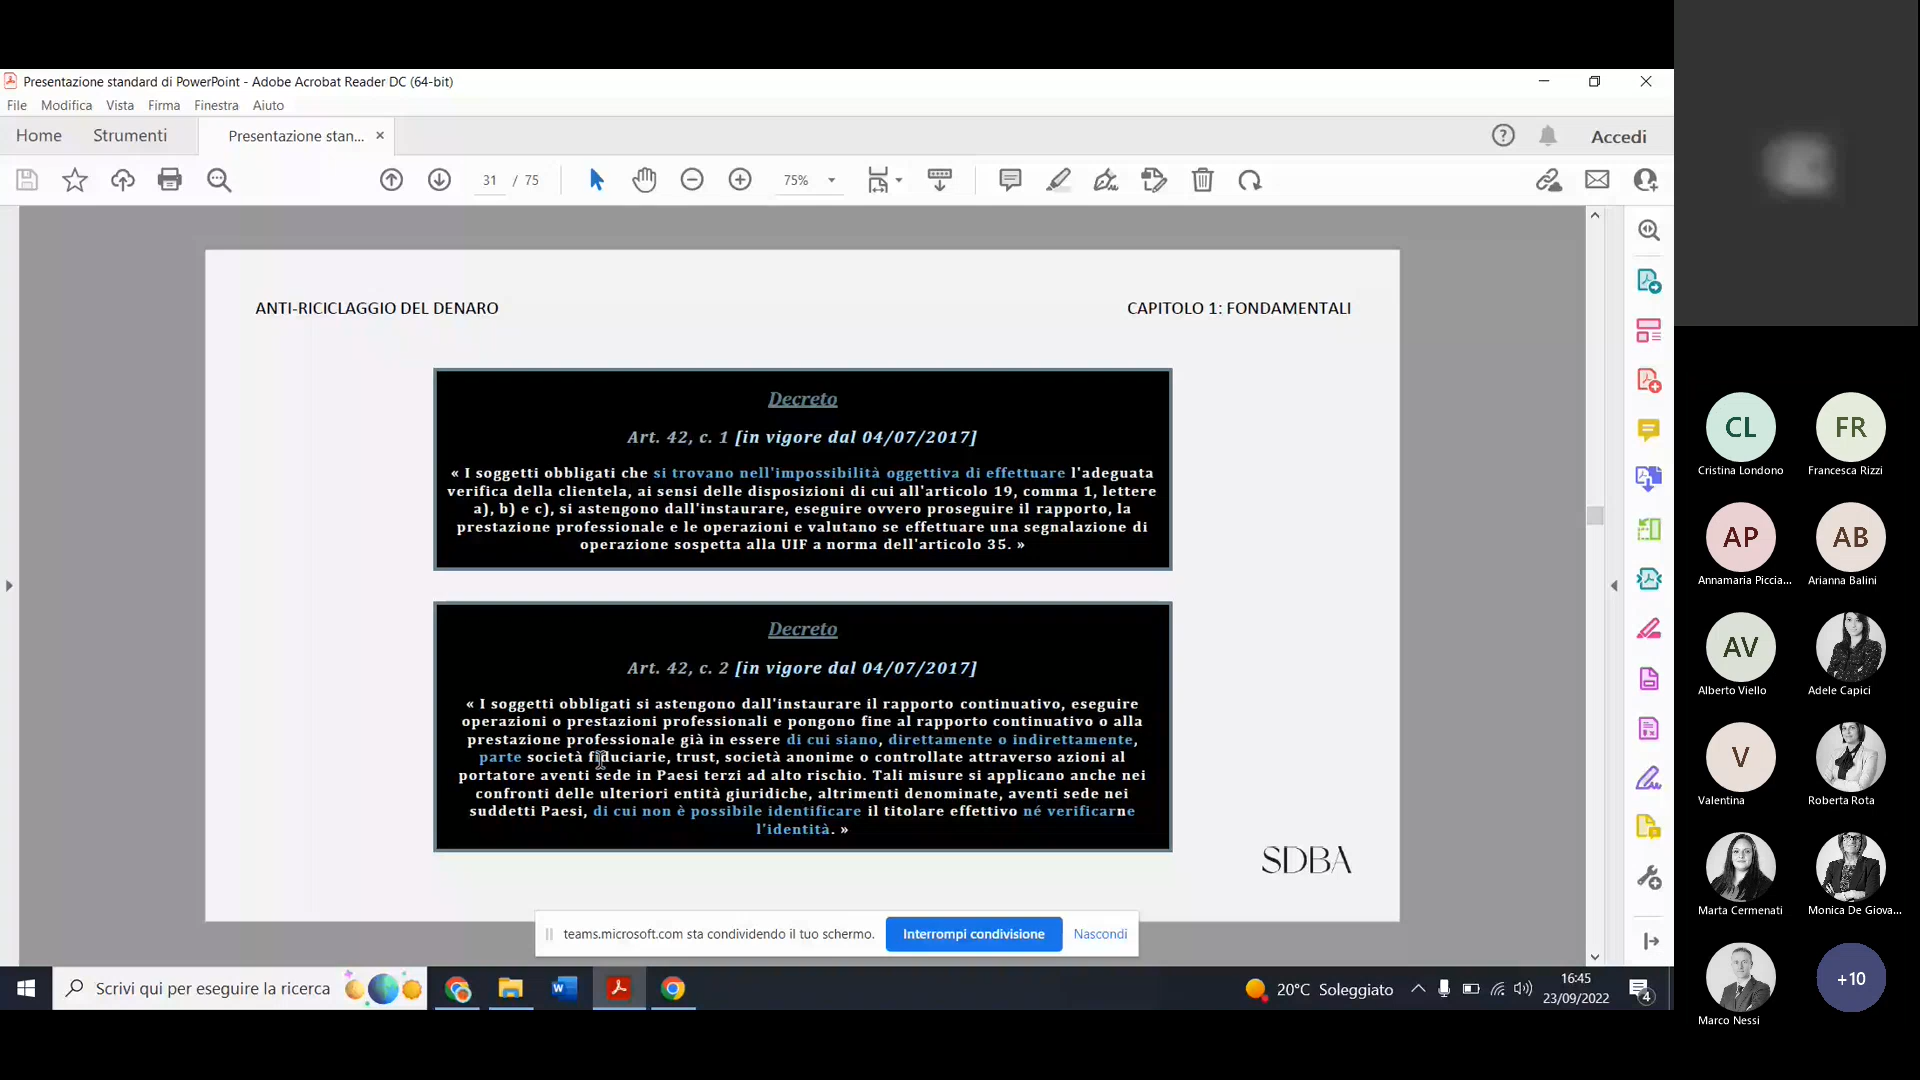 Presentazione standard di PowerPoint - Adobe Acrobat Reader DC (64-bit)
File Modifica Vista Firma Finestra Aiuto
Home Strumenti Presentazione stan... × Accedi
31 / 75 75%
ANTI-RICICLAGGIO DEL DENARO CAPITOLO 1: FONDAMENTALI
Decreto
Art. 42, c. 1 [in vigore dal 04/07/2017]
« I soggetti obbligati che si trovano nell'impossibilità oggettiva di effettuare l'adeguata
verifica della clientela, ai sensi delle disposizioni di cui all'articolo 19, comma 1, lettere
a), b) e c), si astengono dall'instaurare, eseguire ovvero proseguire il rapporto, la
prestazione professionale e le operazioni e valutano se effettuare una segnalazione di
operazione sospetta alla UIF a norma dell'articolo 35. »
Decreto
Art. 42, c. 2 [in vigore dal 04/07/2017]
« I soggetti obbligati si astengono dall'instaurare il rapporto continuativo, eseguire
operazioni o prestazioni professionali e pongono fine al rapporto continuativo o alla
prestazione professionale già in essere di cui siano, direttamente o indirettamente,
parte società fiduciarie, trust, società anonime o controllate attraverso azioni al
portatore aventi sede in Paesi terzi ad alto rischio. Tali misure si applicano anche nei
confronti delle ulteriori entità giuridiche, altrimenti denominate, aventi sede nei
suddetti Paesi, di cui non è possibile identificare il titolare effettivo né verificarne
l'identità. »
SDBA
teams.microsoft.com sta condividendo il tuo schermo. Interrompi condivisione Nascondi
Scrivi qui per eseguire la ricerca
20°C Soleggiato
16:45
23/09/2022
4
CL FR
Cristina Londono Francesca Rizzi
AP AB
Annamaria Piccia... Arianna Balini
AV
Alberto Viello Adele Capici
V
Valentina Roberta Rota
Marta Cermenati Monica De Giova...
+10
Marco Nessi